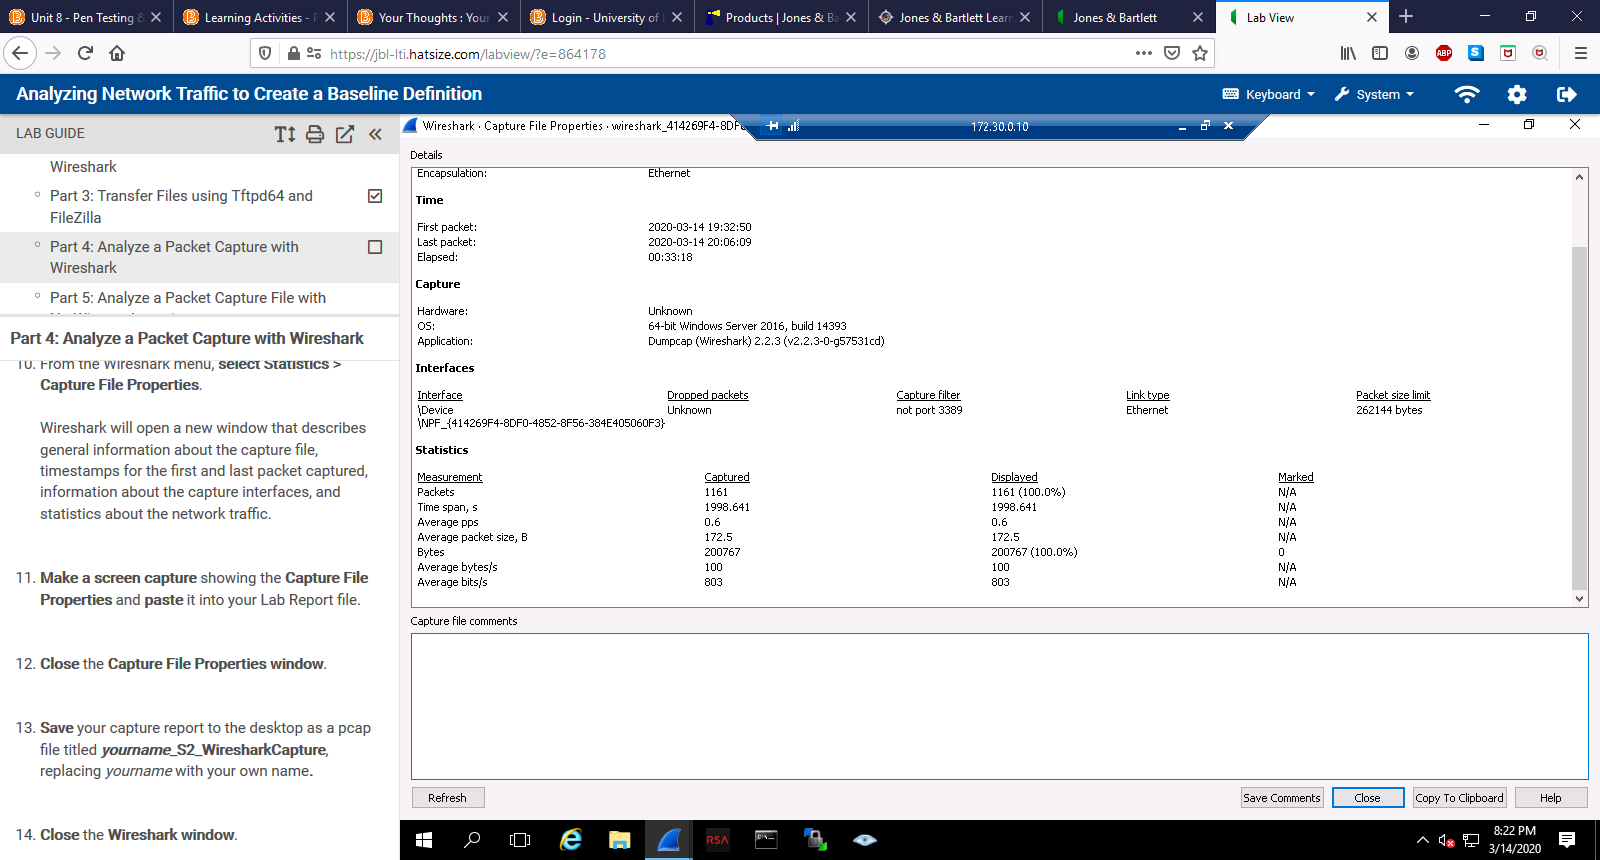 Unit 8 - Pen Testing &
Learning Activities - P
Your Thoughts : Your
Login - University of
Products | Jones & Ba
Jones & Bartlett Learn
Jones & Bartlett
Lab View
https://jbl-lti.hatsize.com/labview/?e=864178
ABP
S
Analyzing Network Traffic to Create a Baseline Definition
Keyboard
System
LAB GUIDE
Wireshark
Part 3: Transfer Files using Tftpd64 and
FileZilla
Part 4: Analyze a Packet Capture with
Wireshark
Part 5: Analyze a Packet Capture File with
Part 4: Analyze a Packet Capture with Wireshark
10. From the Wireshark menu, select Statistics >
Capture File Properties.
Wireshark will open a new window that describes
general information about the capture file,
timestamps for the first and last packet captured,
information about the capture interfaces, and
statistics about the network traffic.
11. Make a screen capture showing the Capture File
Properties and paste it into your Lab Report file.
12. Close the Capture File Properties window.
13. Save your capture report to the desktop as a pcap
file titled yourname_S2_WiresharkCapture,
replacing yourname with your own name.
14. Close the Wireshark window.
Wireshark · Capture File Properties · wireshark_414269F4-8DF0
172.30.0.10
Details
Encapsulation: Ethernet
Time
First packet: 2020-03-14 19:32:50
Last packet: 2020-03-14 20:06:09
Elapsed: 00:33:18
Capture
Hardware: Unknown
OS: 64-bit Windows Server 2016, build 14393
Application: Dumpcap (Wireshark) 2.2.3 (v2.2.3-0-g57531cd)
Interfaces
Interface Dropped packets Capture filter Link type Packet size limit
\Device Unknown not port 3389 Ethernet 262144 bytes
\NPF_{414269F4-8DF0-4852-8F56-384E405060F3}
Statistics
Measurement Captured Displayed Marked
Packets 1161 1161 (100.0%) N/A
Time span, s 1998.641 1998.641 N/A
Average pps 0.6 0.6 N/A
Average packet size, B 172.5 172.5 N/A
Bytes 200767 200767 (100.0%) 0
Average bytes/s 100 100 N/A
Average bits/s 803 803 N/A
Capture file comments
Refresh
Save Comments
Close
Copy To Clipboard
Help
RSA
8:22 PM
3/14/2020